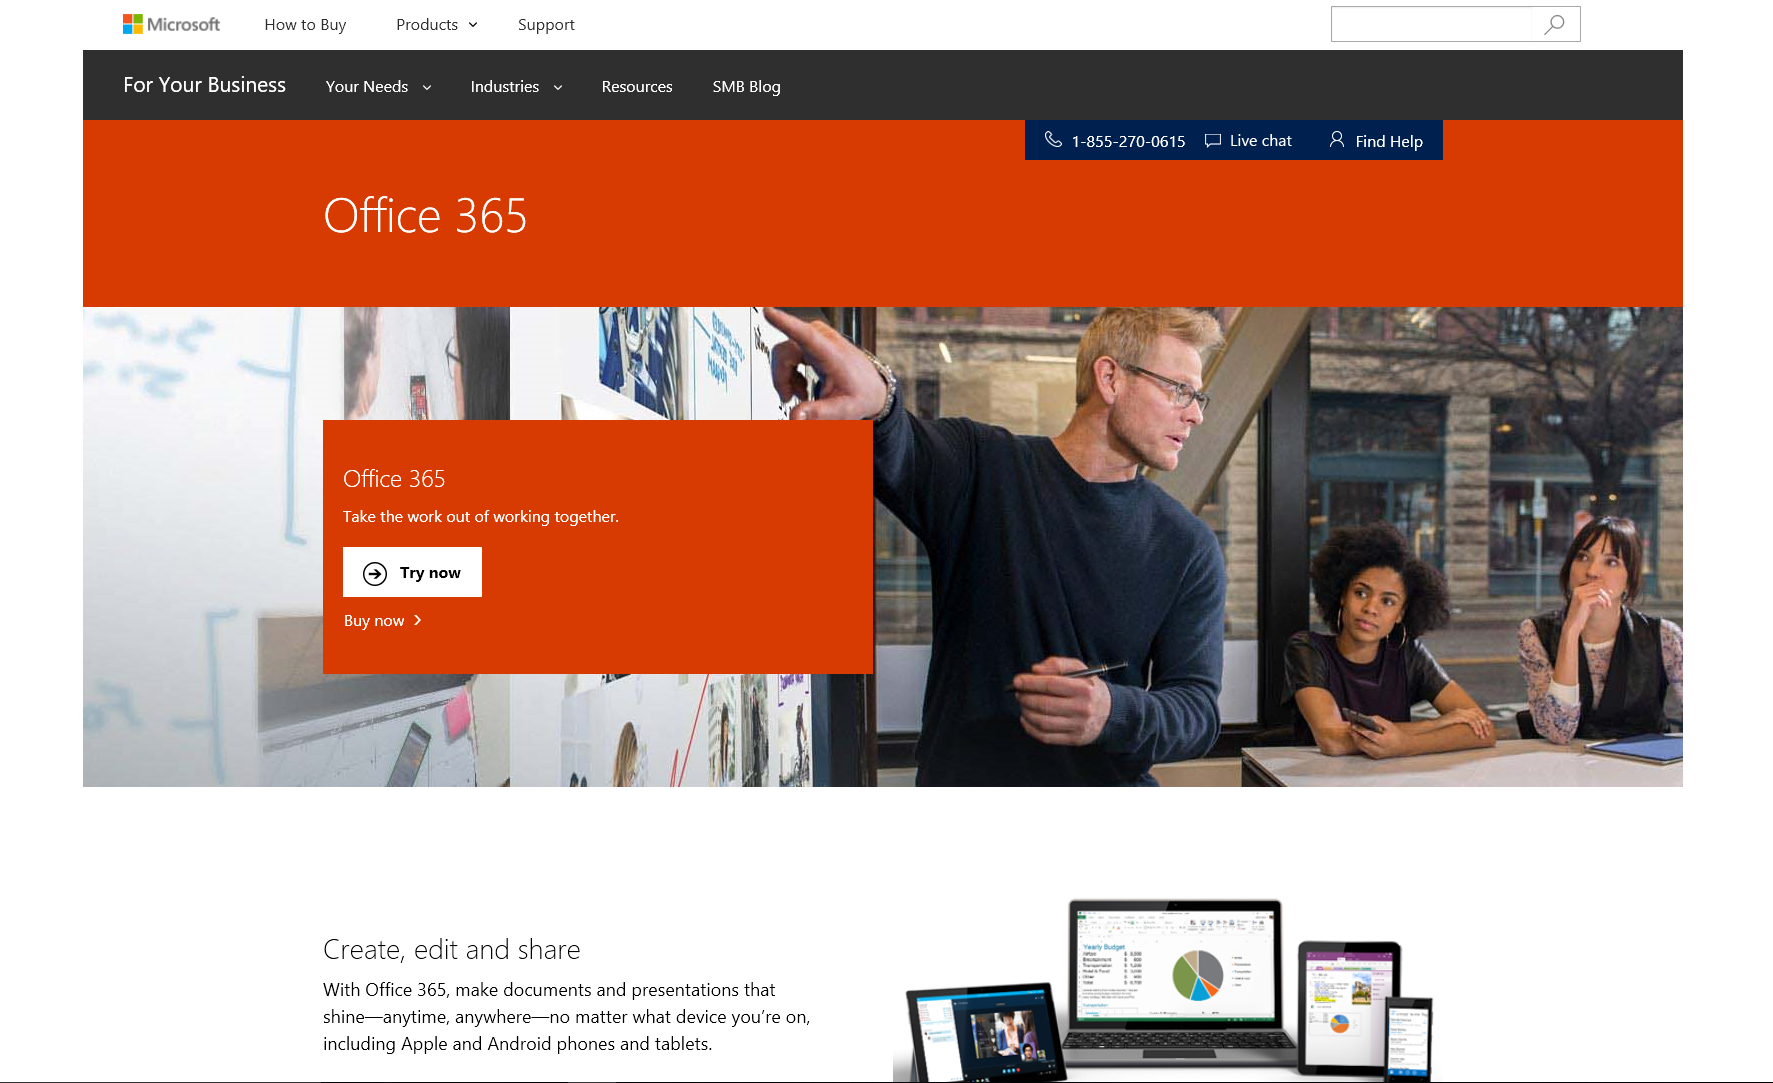 Microsoft
How to Buy
Products
Support
For Your Business
Your Needs
Industries
Resources
SMB Blog
1-855-270-0615
Live chat
Find Help
Office 365
Office 365
Take the work out of working together.
Try now
Buy now
Create, edit and share
With Office 365, make documents and presentations that
shine—anytime, anywhere—no matter what device you're on,
including Apple and Android phones and tablets.
Yearly Budget